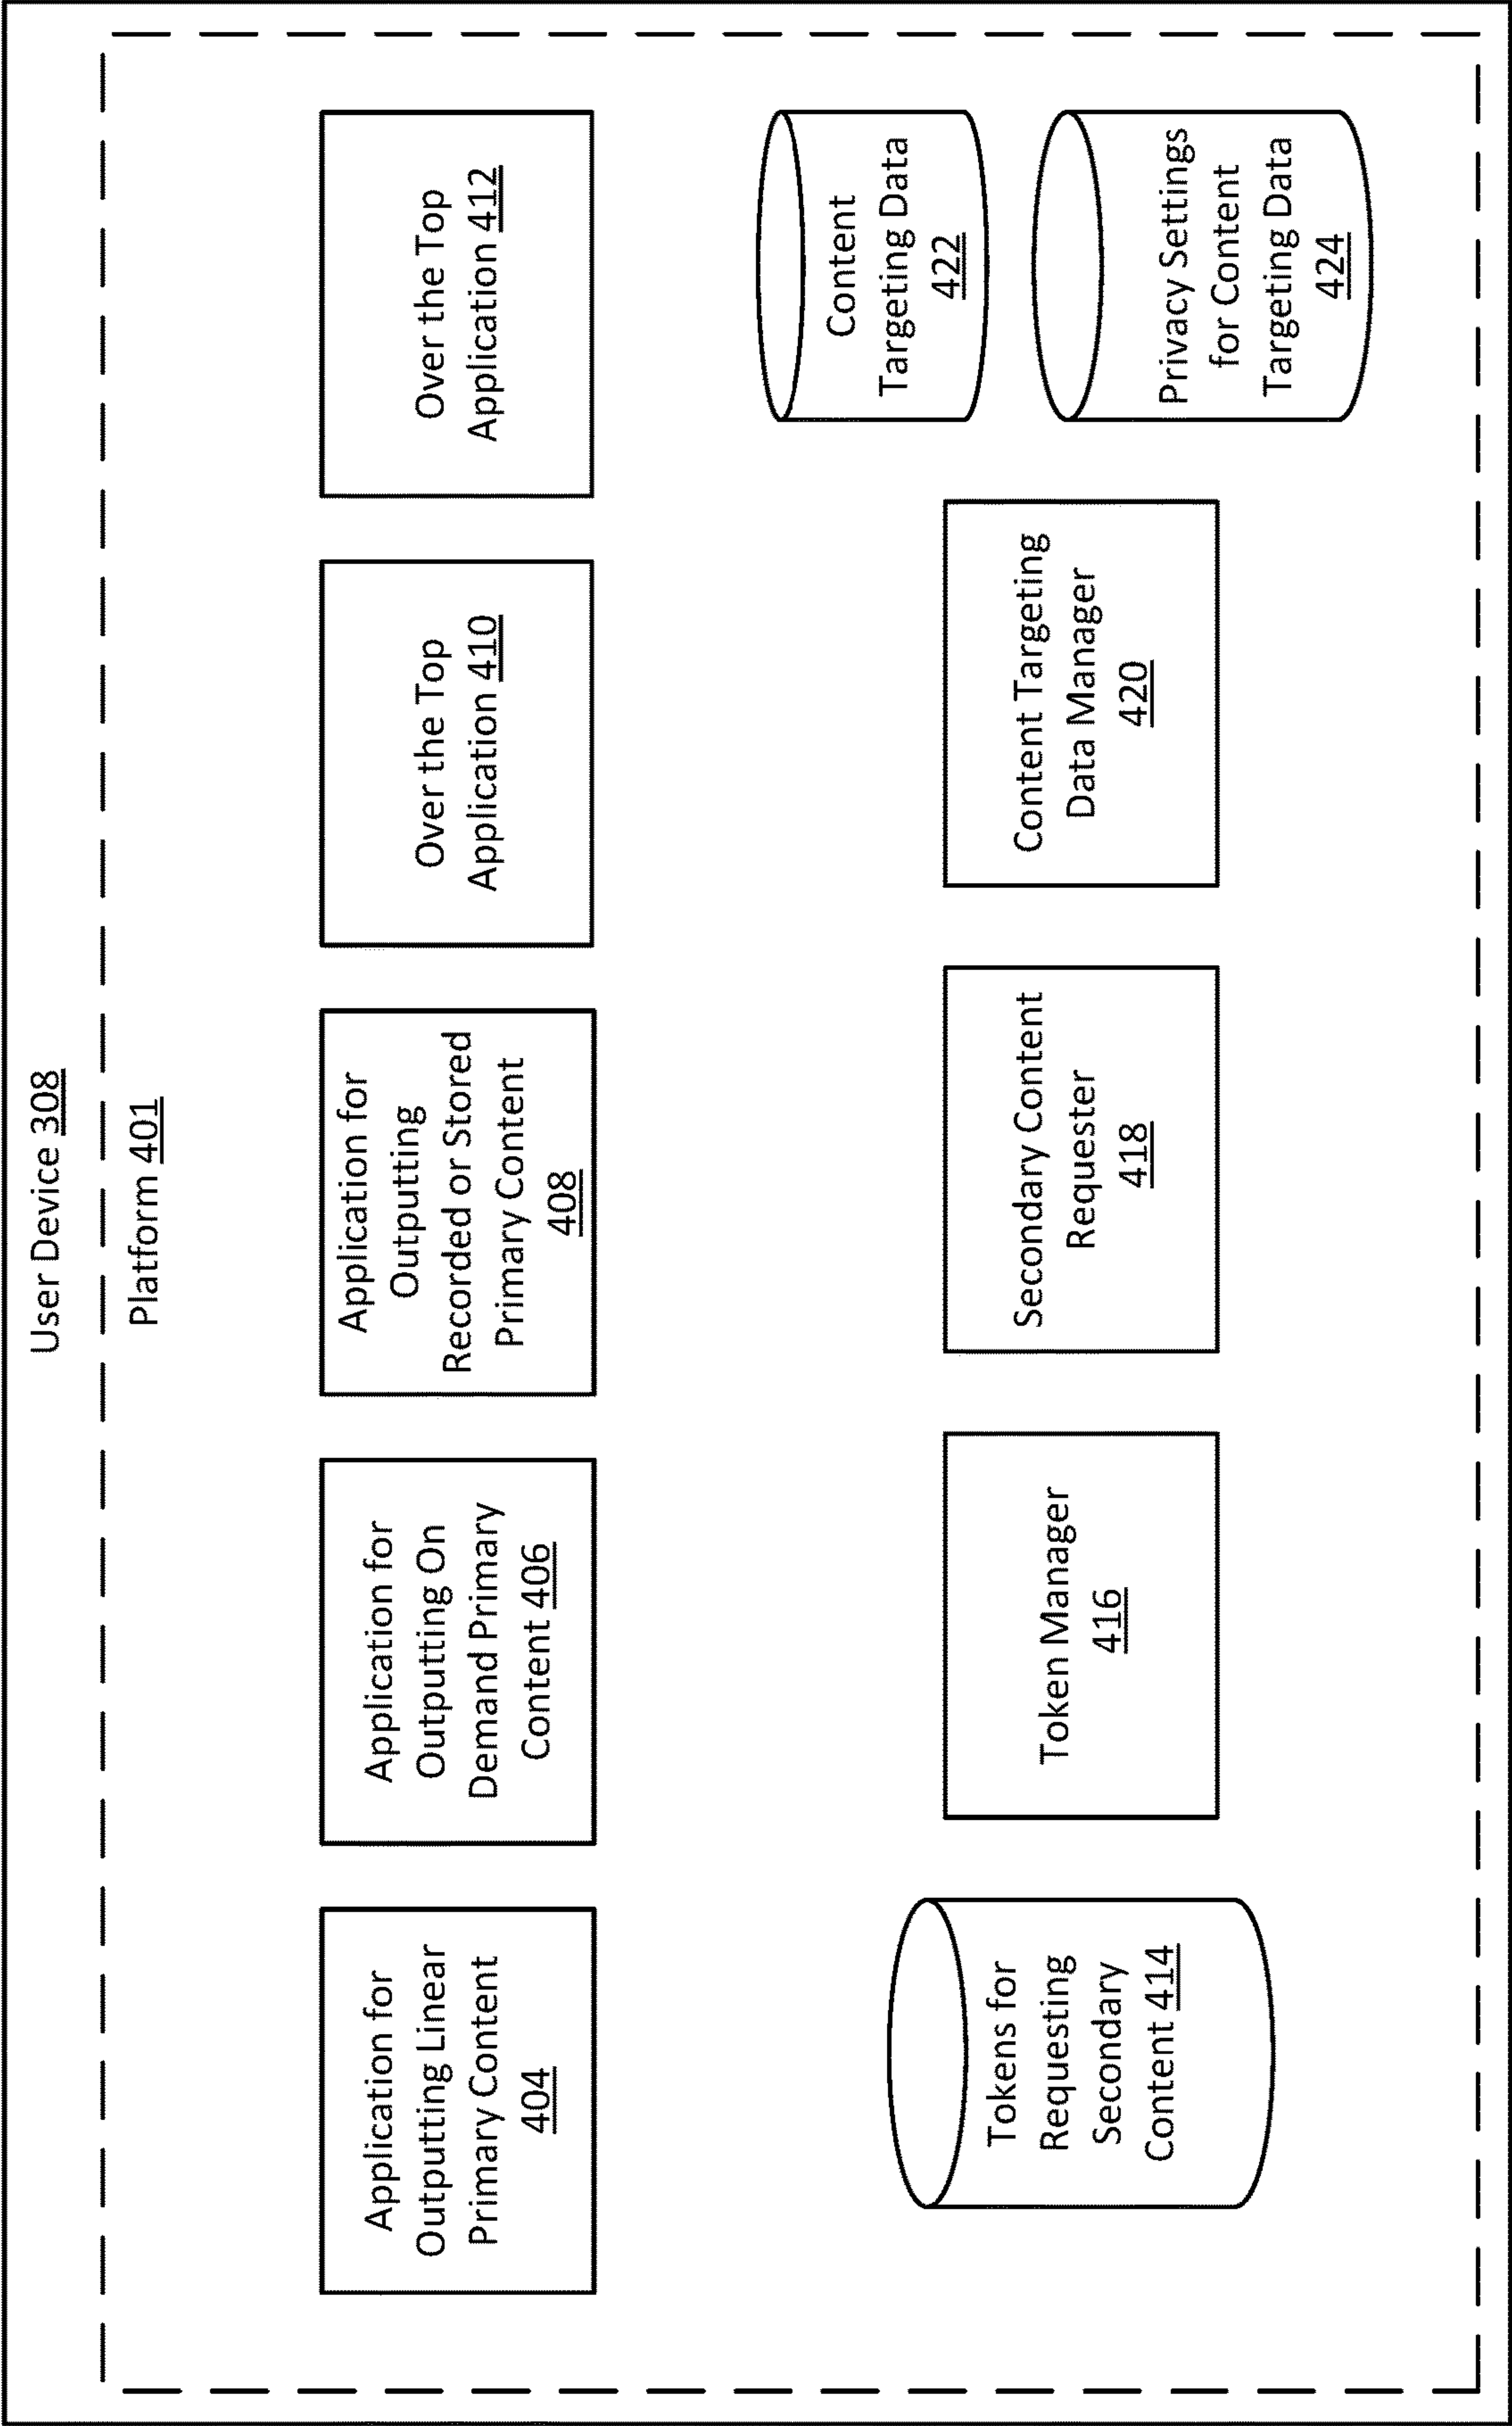 User Device 308
Platform 401
Application for
Outputting Linear
Primary Content
404
Application for
Outputting On
Demand Primary
Content 406
Application for
Outputting
Recorded or Stored
Primary Content
408
Over the Top
Application 410
Over the Top
Application 412
Tokens for
Requesting
Secondary
Content 414
Token Manager
416
Secondary Content
Requester
418
Content Targeting
Data Manager
420
Content
Targeting Data
422
Privacy Settings
for Content
Targeting Data
424